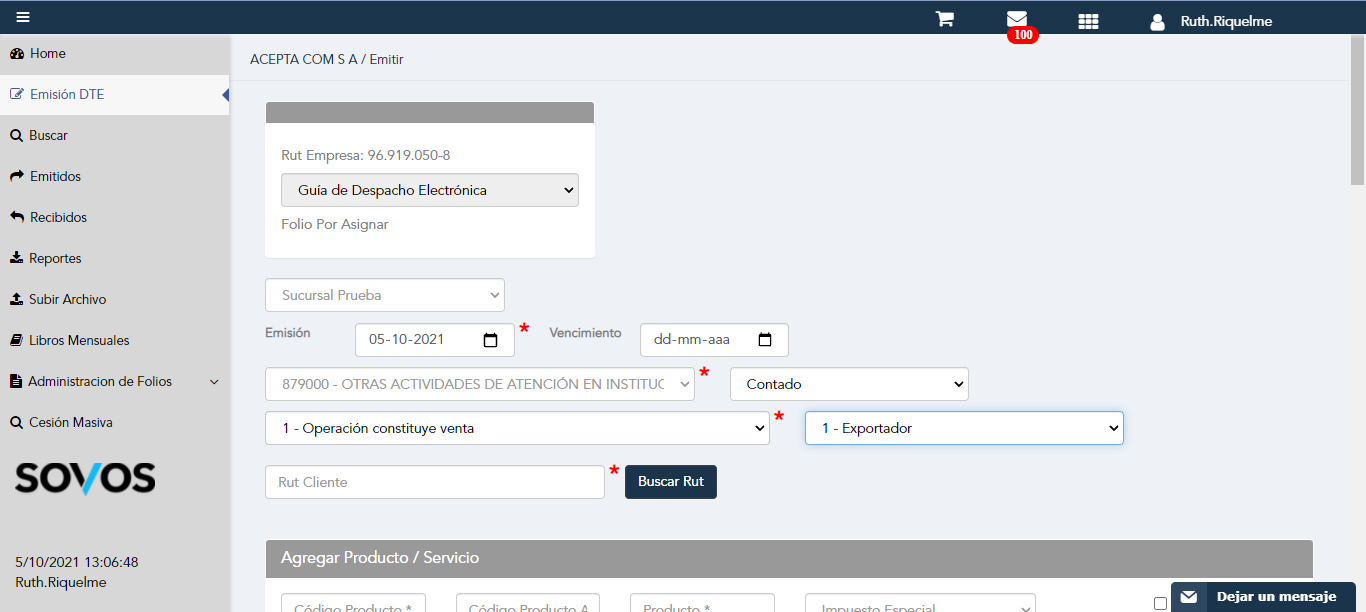 100
Ruth.Riquelme
Home
Emisión DTE
Buscar
Emitidos
Recibidos
Reportes
Subir Archivo
Libros Mensuales
Administracion de Folios
Cesión Masiva
SOVOS
5/10/2021 13:06:48
Ruth.Riquelme
ACEPTA COM S A / Emitir
Rut Empresa: 96.919.050-8
Guía de Despacho Electrónica
Folio Por Asignar
Sucursal Prueba
Emisión 05-10-2021 * Vencimiento dd-mm-aaa
879000 - OTRAS ACTIVIDADES DE ATENCIÓN EN INSTITUC * Contado
1 - Operación constituye venta * 1 - Exportador
Rut Cliente * Buscar Rut
Agregar Producto / Servicio
Código Producto * Código Producto A Producto * Impuesto Especial
Dejar un mensaje